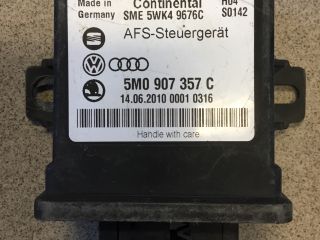 Made in Germany
Continental
SME 5WK4 9676C
H04
S0142
AFS-Steuergerät
5M0 907 357 C
14.06.2010 0001 0316
Handle with care